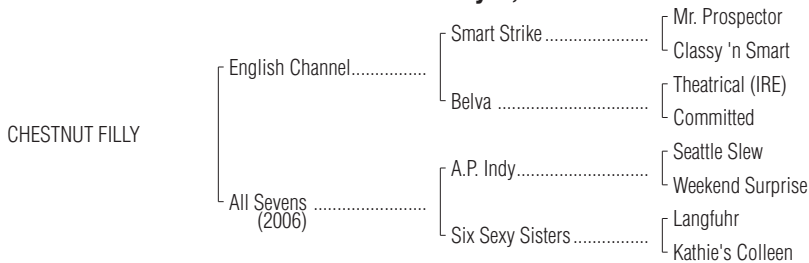 Mr. Prospector
Smart Strike ....................
Classy 'n Smart
English Channel.................
Theatrical (IRE)
Belva .............................
Committed
CHESTNUT FILLY
Seattle Slew
A.P. Indy.........................
Weekend Surprise
All Sevens .........................
(2006)
Langfuhr
Six Sexy Sisters................
Kathie's Colleen